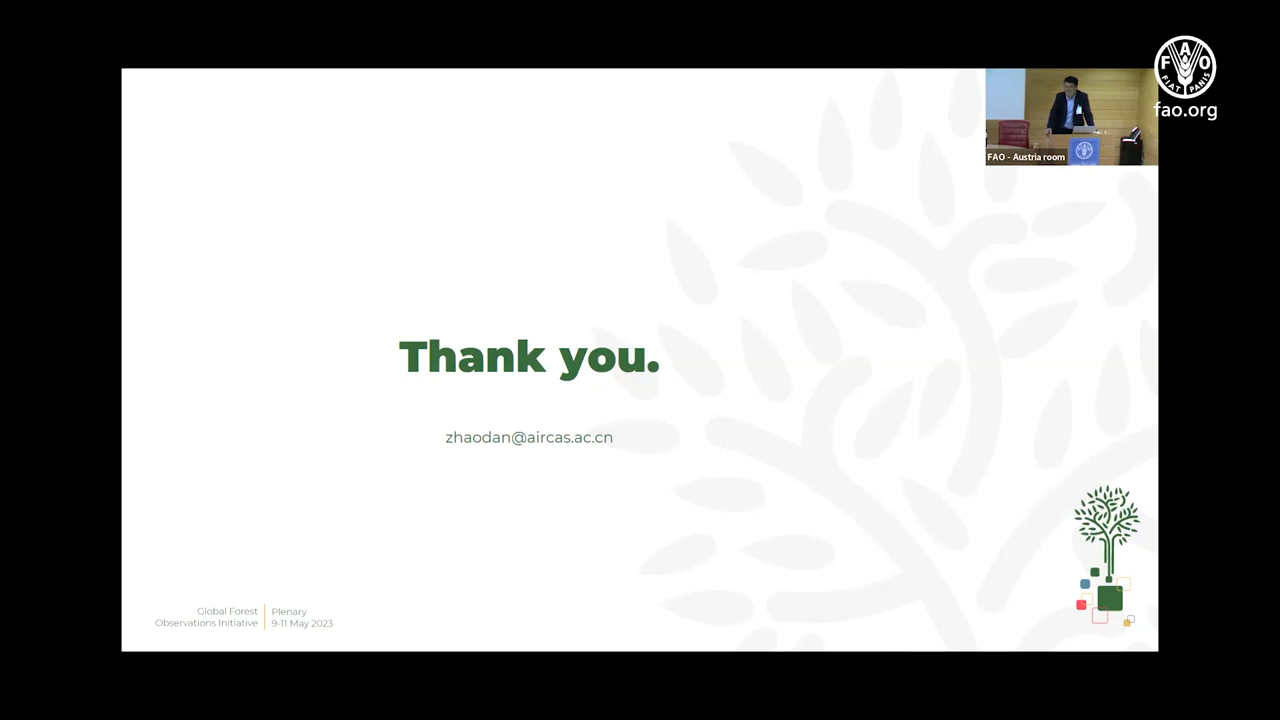 FAO
FIAT PANIS
fao.org
FAO - Austria room
Thank you.
zhaodan@aircas.ac.cn
Global Forest
Observations Initiative
Plenary
9-11 May 2023